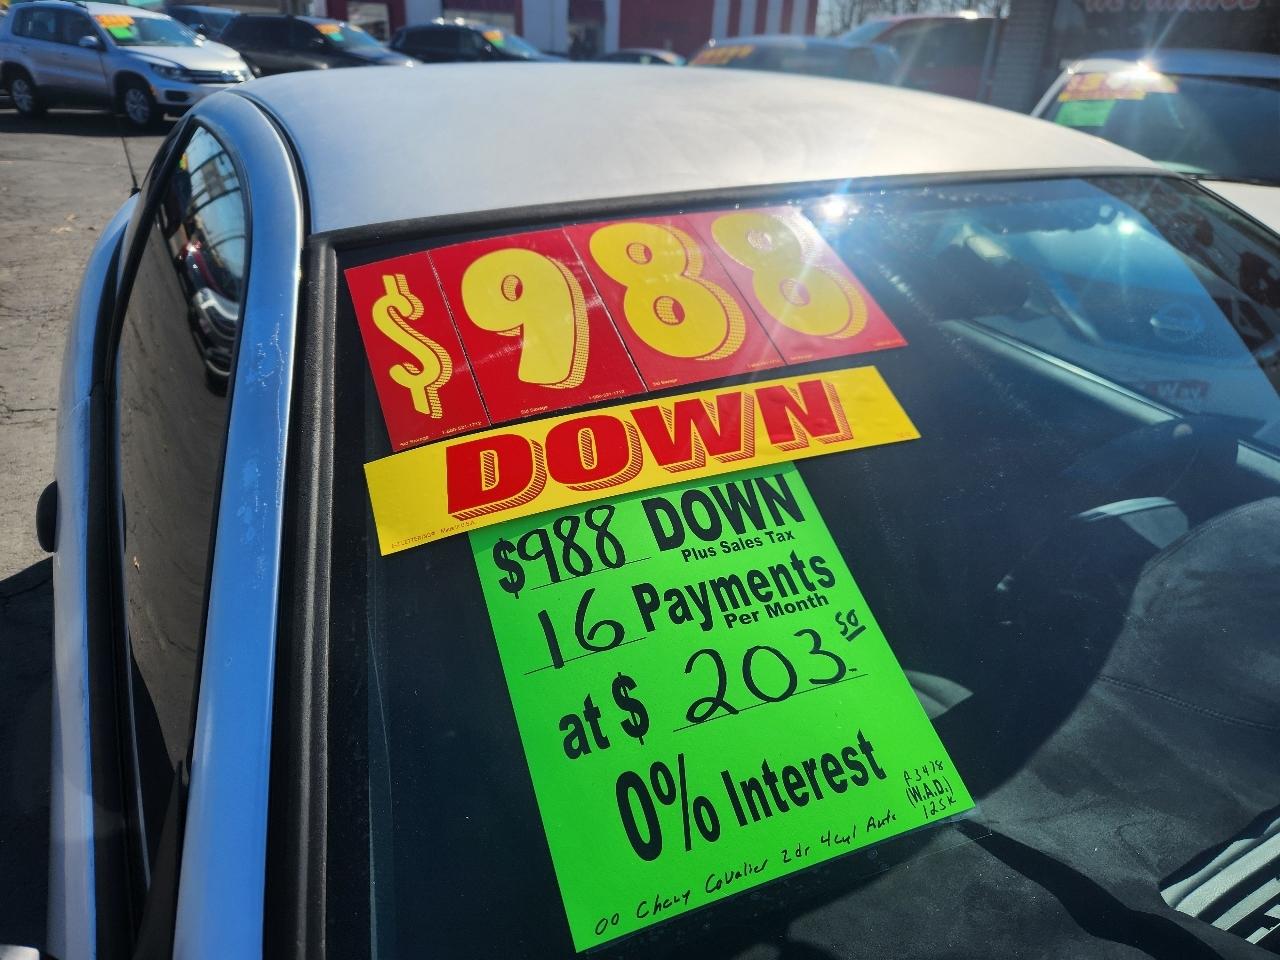 $988
DOWN
$988 DOWN
Plus Sales Tax
16 Payments
Per Month
at $ 203.50
0% Interest
A3478
(W.A.D.)
125K
00 Chevy Cavalier 2dr 4cyl Auto